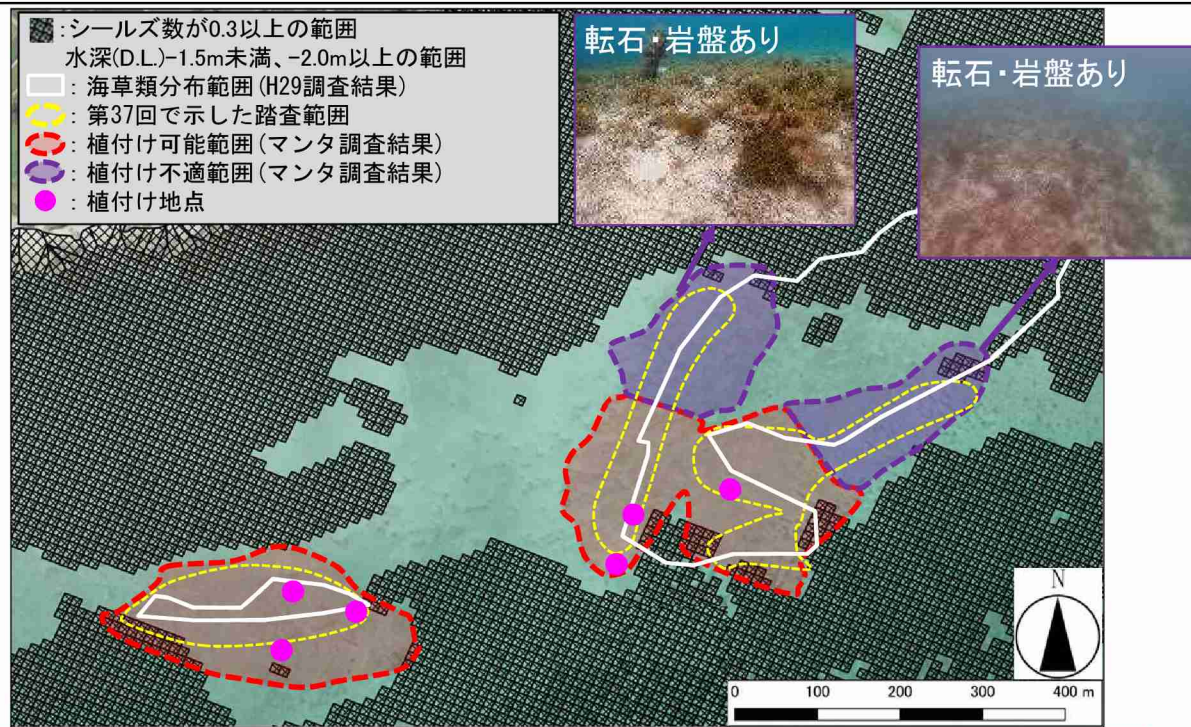 :シールズ数が0.3以上の範囲
水深(D.L.)-1.5m未満、-2.0m以上の範囲
:海草類分布範囲(H29調査結果)
:第37回で示した踏査範囲
:植付け可能範囲(マンタ調査結果)
:植付け不適範囲(マンタ調査結果)
:植付け地点
転石・岩盤あり
転石・岩盤あり
N
0 100 200 300 400 m